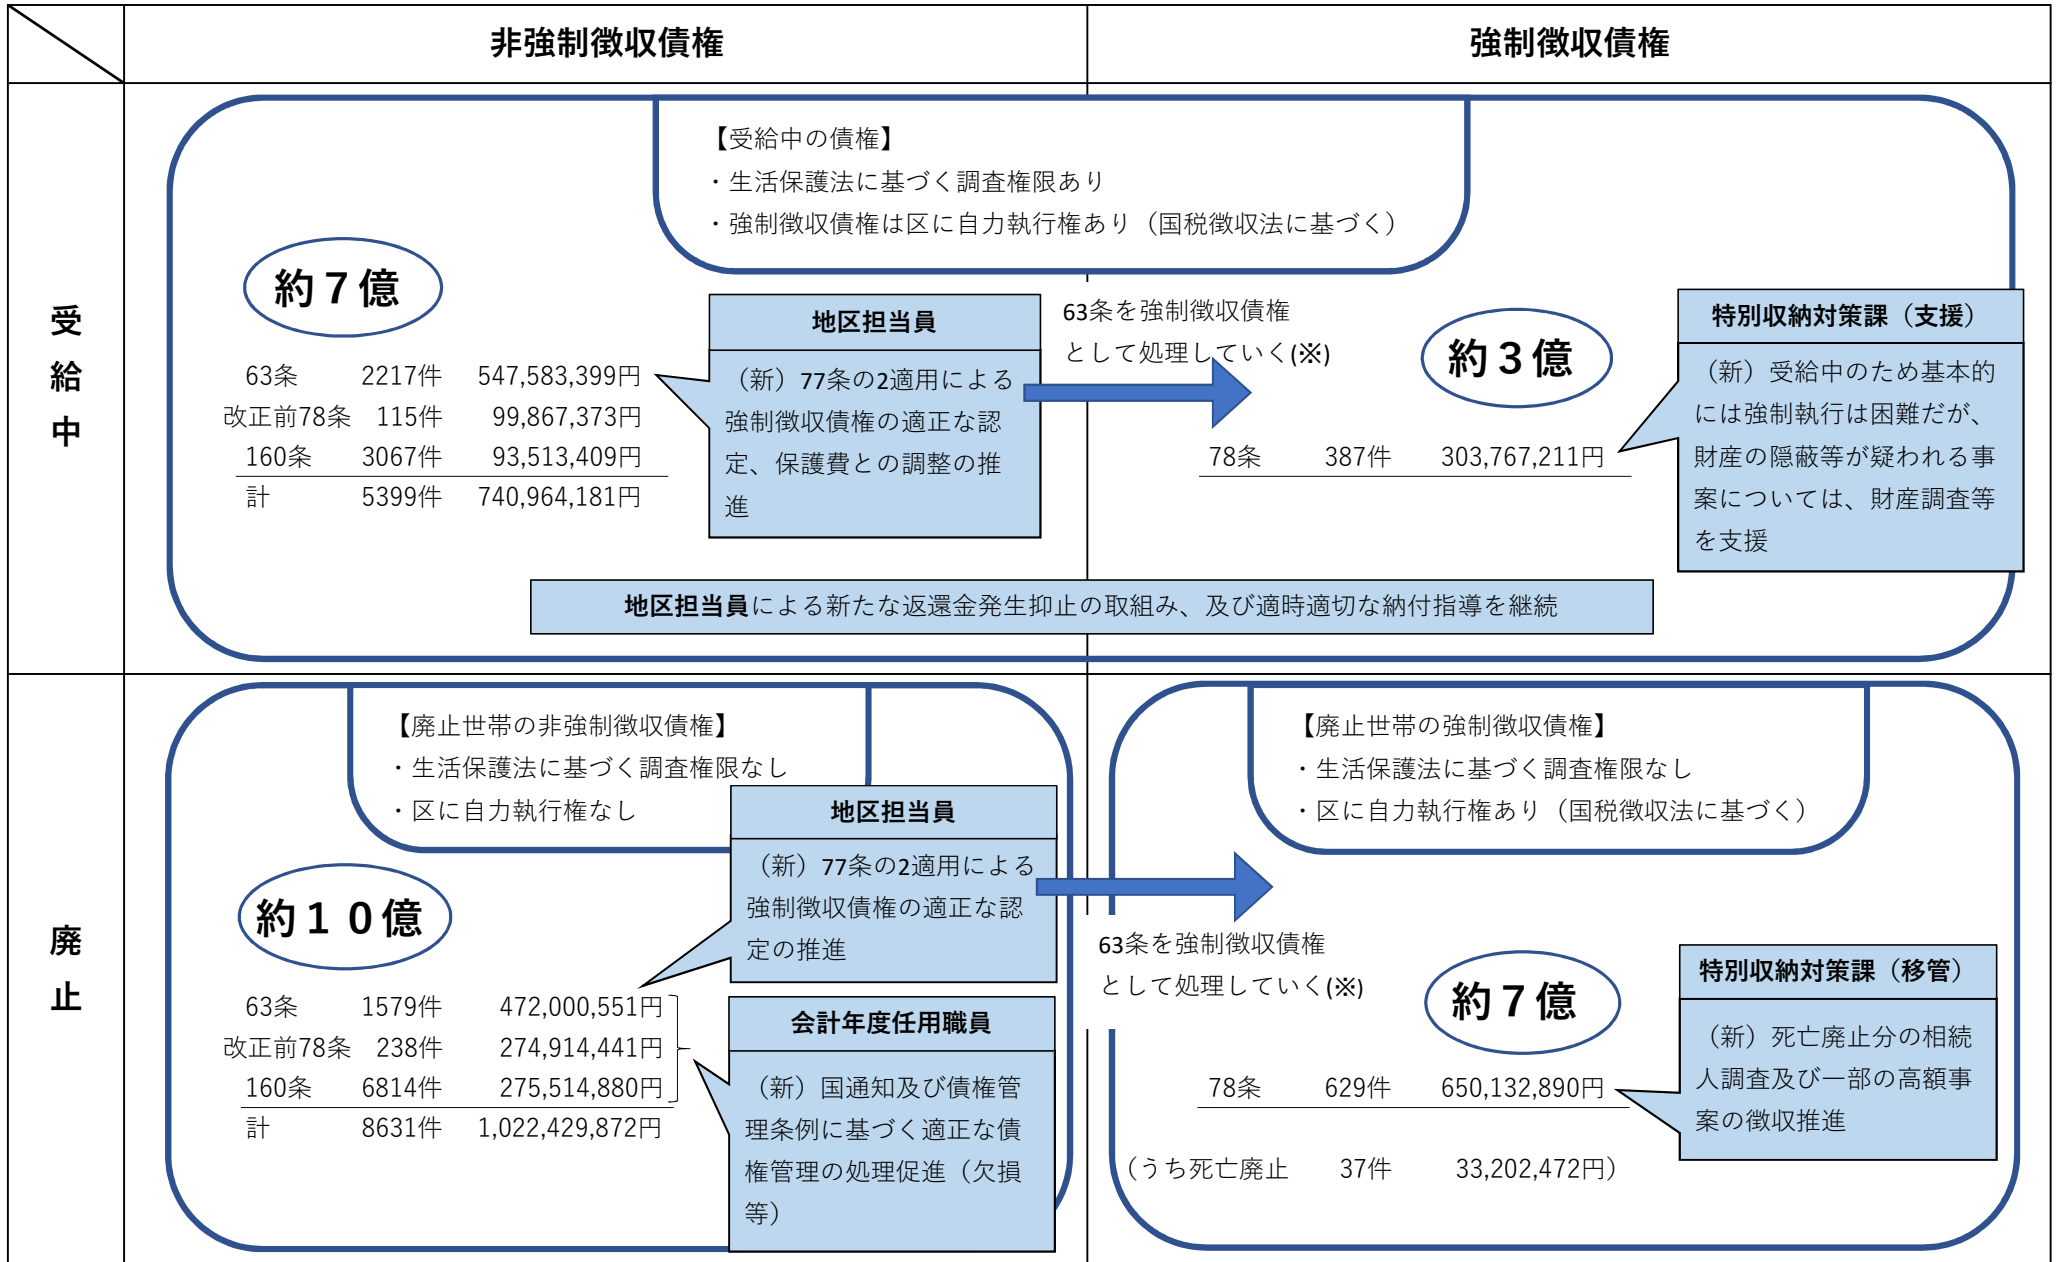 非強制徴収債権
強制徴収債権
受給中
【受給中の債権】
・生活保護法に基づく調査権限あり
・強制徴収債権は区に自力執行権あり（国税徴収法に基づく）
約７億
63条 2217件 547,583,399円
改正前78条 115件 99,867,373円
160条 3067件 93,513,409円
計 5399件 740,964,181円
地区担当員
（新）77条の2適用による
強制徴収債権の適正な認
定、保護費との調整の推
進
63条を強制徴収債権
として処理していく(※)
約３億
78条 387件 303,767,211円
特別収納対策課（支援）
（新）受給中のため基本的
には強制執行は困難だが、
財産の隠蔽等が疑われる事
案については、財産調査等
を支援
地区担当員による新たな返還金発生抑止の取組み、及び適時適切な納付指導を継続
廃止
【廃止世帯の非強制徴収債権】
・生活保護法に基づく調査権限なし
・区に自力執行権なし
約１０億
63条 1579件 472,000,551円
改正前78条 238件 274,914,441円
160条 6814件 275,514,880円
計 8631件 1,022,429,872円
地区担当員
（新）77条の2適用による
強制徴収債権の適正な認
定の推進
会計年度任用職員
（新）国通知及び債権管
理条例に基づく適正な債
権管理の処理促進（欠損
等）
63条を強制徴収債権
として処理していく(※)
【廃止世帯の強制徴収債権】
・生活保護法に基づく調査権限なし
・区に自力執行権あり（国税徴収法に基づく）
約７億
78条 629件 650,132,890円
（うち死亡廃止 37件 33,202,472円）
特別収納対策課（移管）
（新）死亡廃止分の相続
人調査及び一部の高額事
案の徴収推進